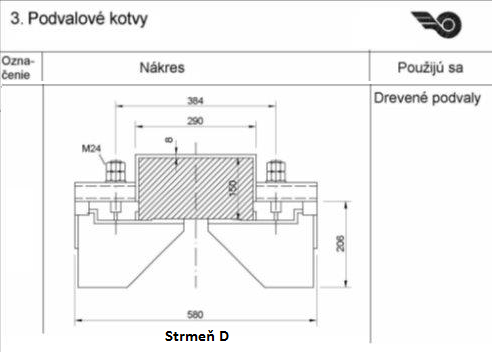 3. Podvalové kotvy
Ozna-
čenie
Nákres
Použijú sa
Drevené podvaly
384
290
8
M24
150
206
580
Strmeň D